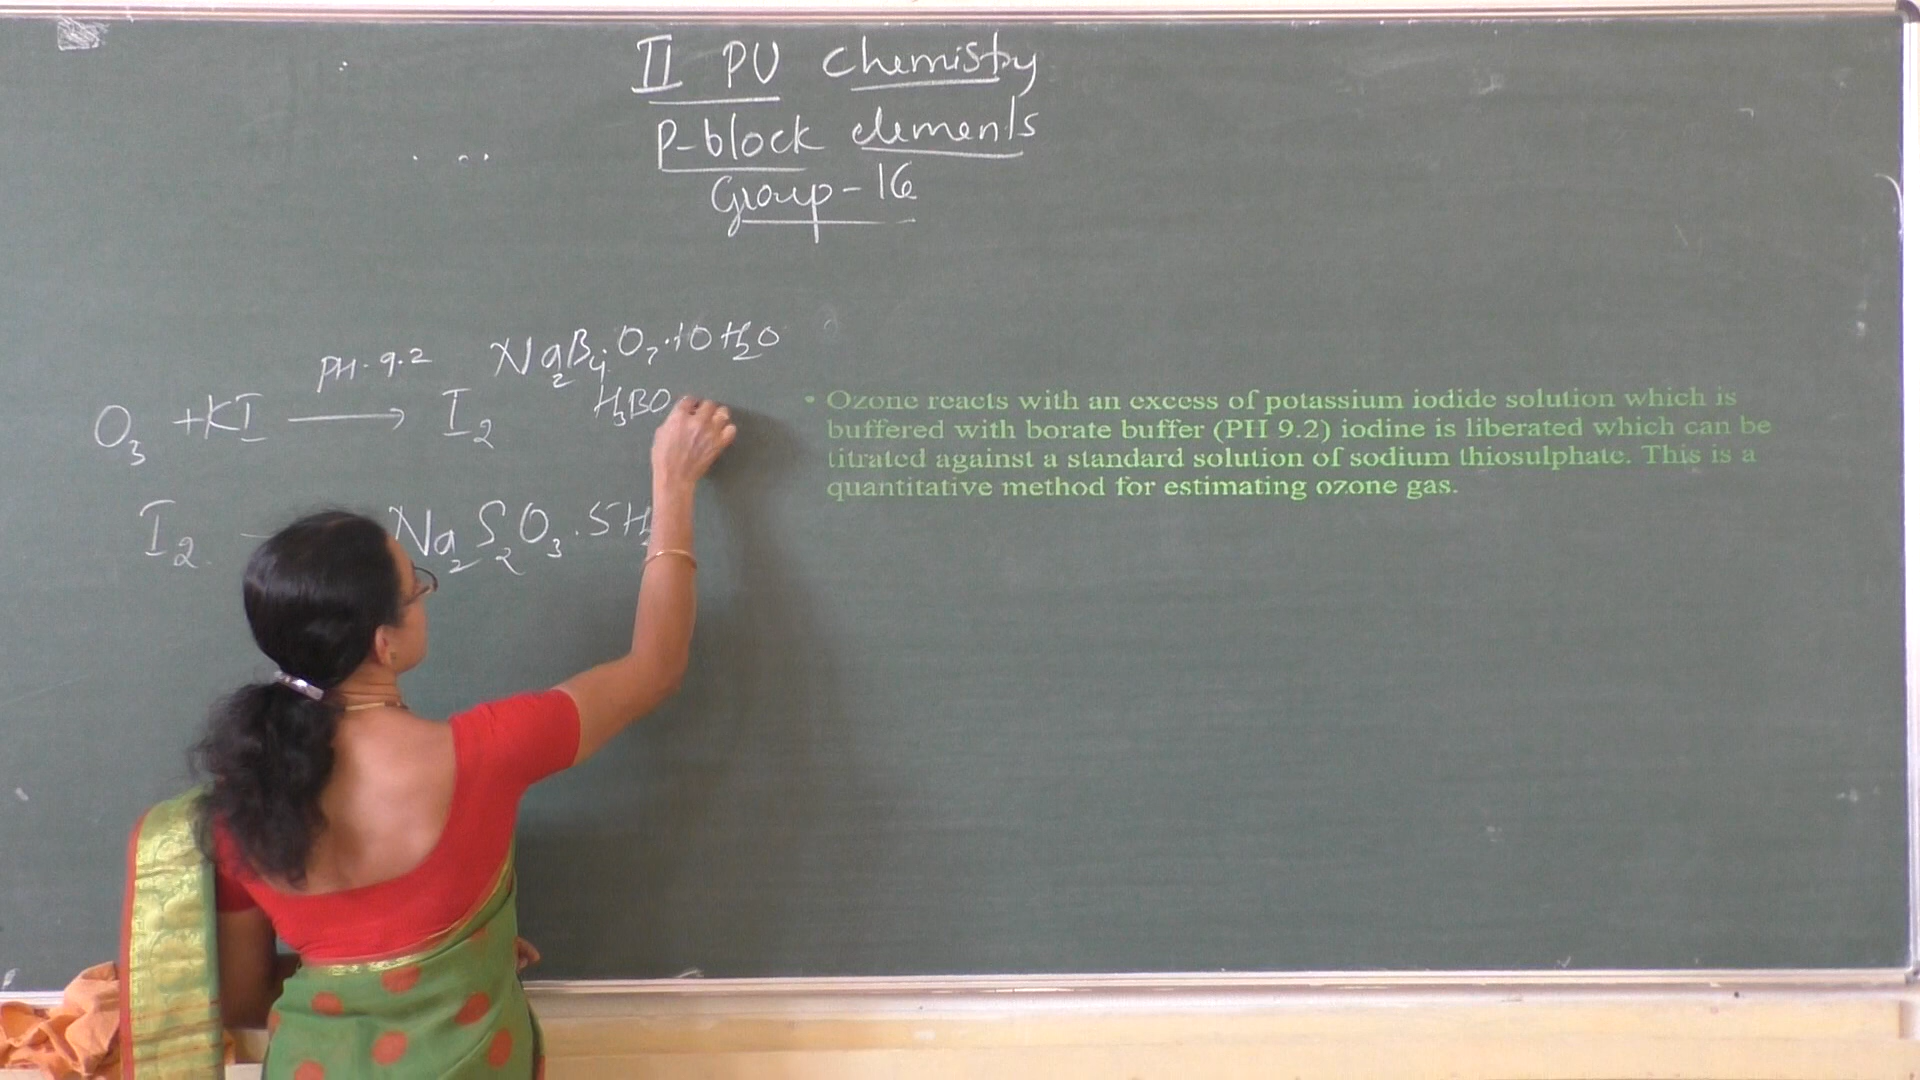 II PU Chemistry
P-block elements
Group-16
PH-9.2
Na2B4O7.10H2O
O3 + KI ⟶ I2
H3BO
I2
Na2S2O3.5H
• Ozone reacts with an excess of potassium iodide solution which is
buffered with borate buffer (PH 9.2) iodine is liberated which can be
titrated against a standard solution of sodium thiosulphate. This is a
quantitative method for estimating ozone gas.